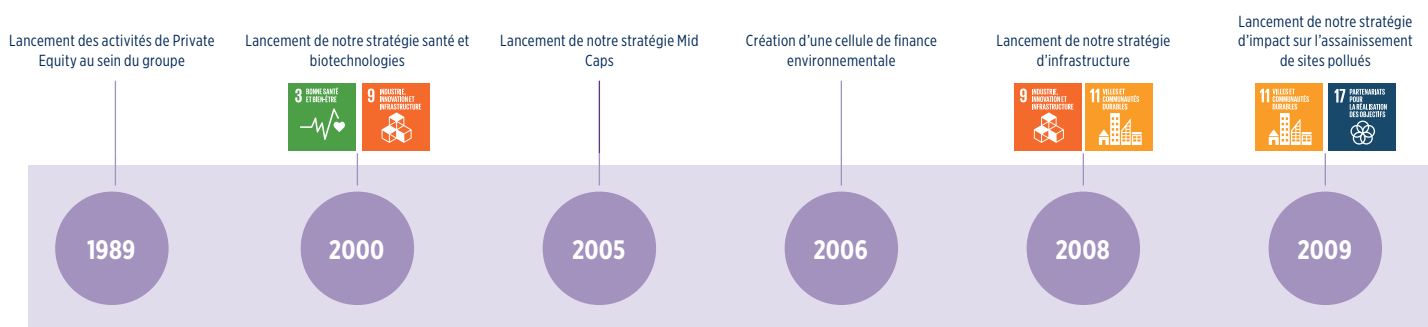 Lancement des activités de Private
Equity au sein du groupe
1989
Lancement de notre stratégie santé et
biotechnologies
3 BONNE SANTÉ
ET BIEN-ÊTRE
9 INDUSTRIE,
INNOVATION ET
INFRASTRUCTURE
2000
Lancement de notre stratégie Mid
Caps
2005
Création d’une cellule de finance
environnementale
2006
Lancement de notre stratégie
d’infrastructure
9 INDUSTRIE,
INNOVATION ET
INFRASTRUCTURE
11 VILLES ET
COMMUNAUTÉS
DURABLES
2008
Lancement de notre stratégie
d’impact sur l’assainissement
de sites pollués
11 VILLES ET
COMMUNAUTÉS
DURABLES
17 PARTENARIATS
POUR
LA RÉALISATION
DES OBJECTIFS
2009